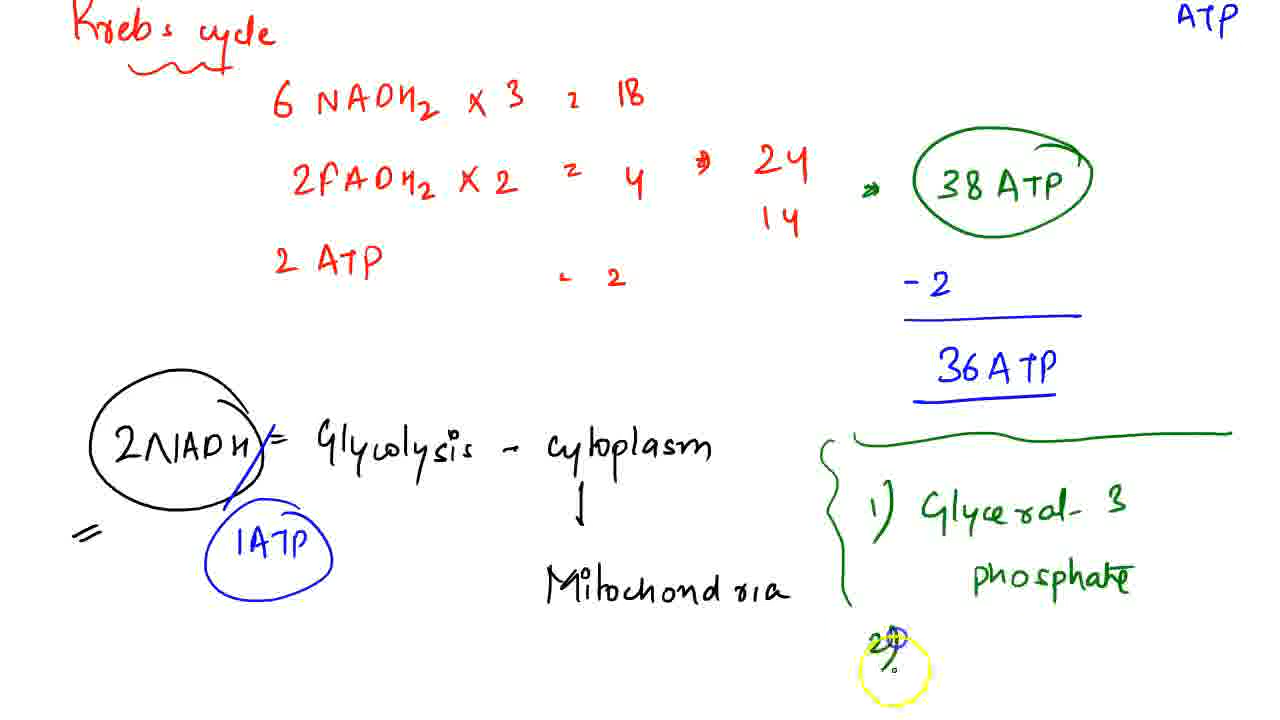 Krebs cycle
ATP
6 NADH2 x 3 = 18
2FADH2 x 2 = 4 → 24
14
→ 38 ATP
2 ATP = 2
- 2
36 ATP
2NADH = Glycolysis - cytoplasm
↓
Mitochondria
=
1ATP
1) Glycerol-3
phosphate
2)